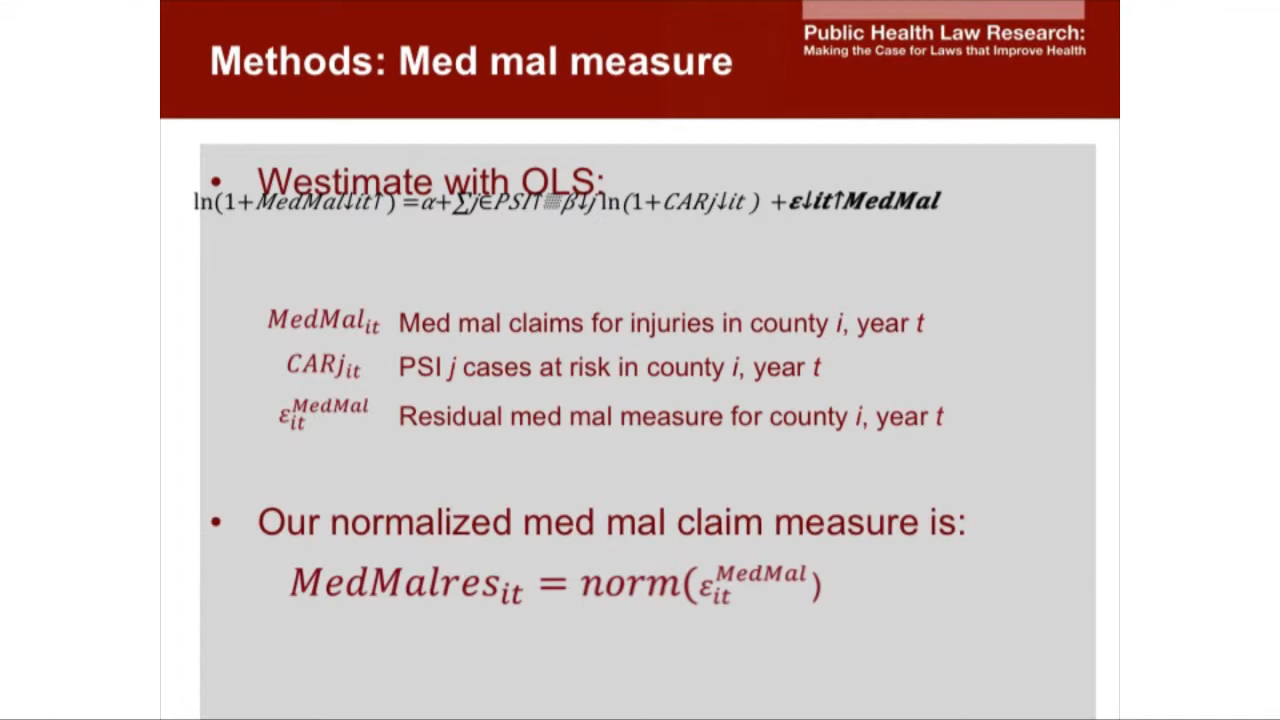 Methods: Med mal measure
Public Health Law Research:
Making the Case for Laws that Improve Health
• Westimate with OLS:
ln(1+MedMal↓it↑ ) =α+∑j∈PSI↑▒β↓j ln(1+CARj↓it ) +ε↓it↑MedMal
MedMal_it Med mal claims for injuries in county i, year t
CARj_it PSI j cases at risk in county i, year t
ε_it^MedMal Residual med mal measure for county i, year t
• Our normalized med mal claim measure is:
MedMalres_it = norm(ε_it^MedMal)